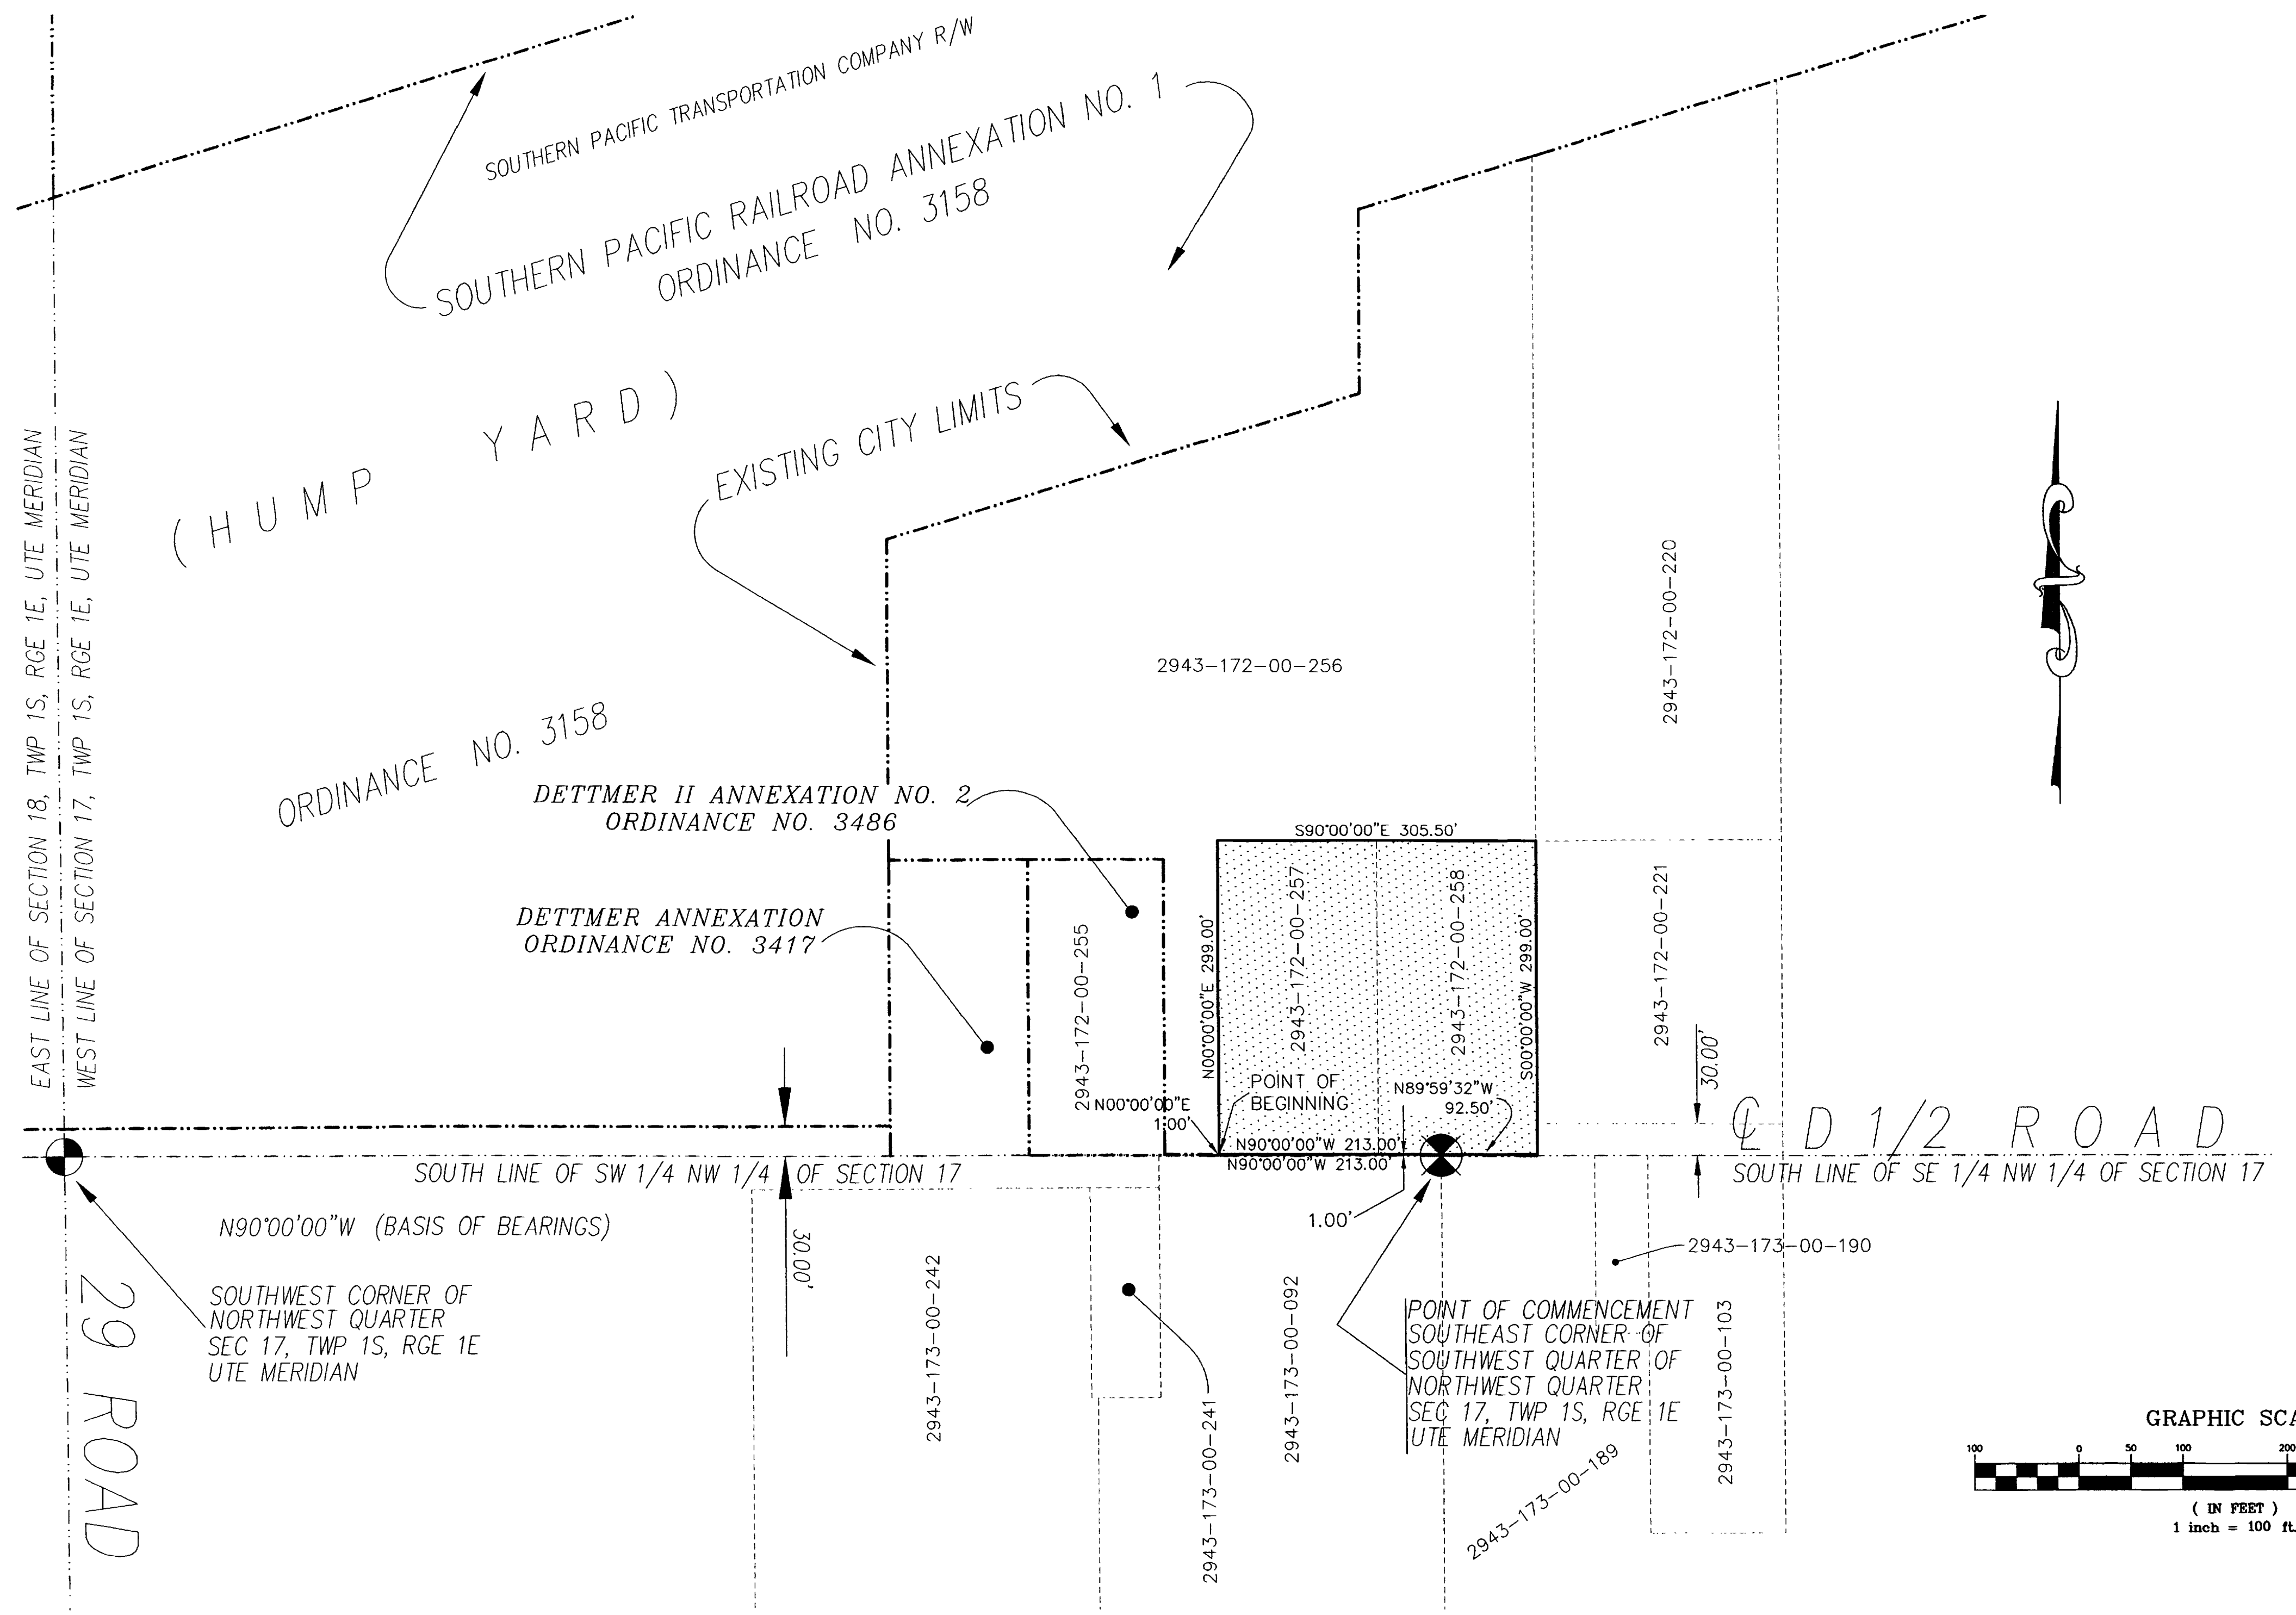 SOUTHERN PACIFIC TRANSPORTATION COMPANY R/W
SOUTHERN PACIFIC RAILROAD ANNEXATION NO. 1
ORDINANCE NO. 3158
(HUMP YARD)
EXISTING CITY LIMITS
EAST LINE OF SECTION 18, TWP 1S, RGE 1E, UTE MERIDIAN
WEST LINE OF SECTION 17, TWP 1S, RGE 1E, UTE MERIDIAN
ORDINANCE NO. 3158
2943-172-00-256
2943-172-00-220
DETTMER II ANNEXATION NO. 2
ORDINANCE NO. 3486
DETTMER ANNEXATION
ORDINANCE NO. 3417
2943-172-00-255
S90°00'00"E 305.50'
N00°00'00"E 299.00'
2943-172-00-257
2943-172-00-258
S00°00'00"W 299.00'
2943-172-00-221
30.00'
N00°00'00"E
1.00'
POINT OF
BEGINNING
N89°59'32"W
92.50'
N90°00'00"W 213.00'
N90°00'00"W 213.00'
1.00'
℄ D 1/2 ROAD
SOUTH LINE OF SW 1/4 NW 1/4 OF SECTION 17
SOUTH LINE OF SE 1/4 NW 1/4 OF SECTION 17
N90°00'00"W (BASIS OF BEARINGS)
30.00'
SOUTHWEST CORNER OF
NORTHWEST QUARTER
SEC 17, TWP 1S, RGE 1E
UTE MERIDIAN
29 ROAD
2943-173-00-242
2943-173-00-241
2943-173-00-092
POINT OF COMMENCEMENT
SOUTHEAST CORNER OF
SOUTHWEST QUARTER OF
NORTHWEST QUARTER
SEC 17, TWP 1S, RGE 1E
UTE MERIDIAN
2943-173-00-190
2943-173-00-103
2943-173-00-189
GRAPHIC SCA
100 0 50 100 200
( IN FEET )
1 inch = 100 ft.